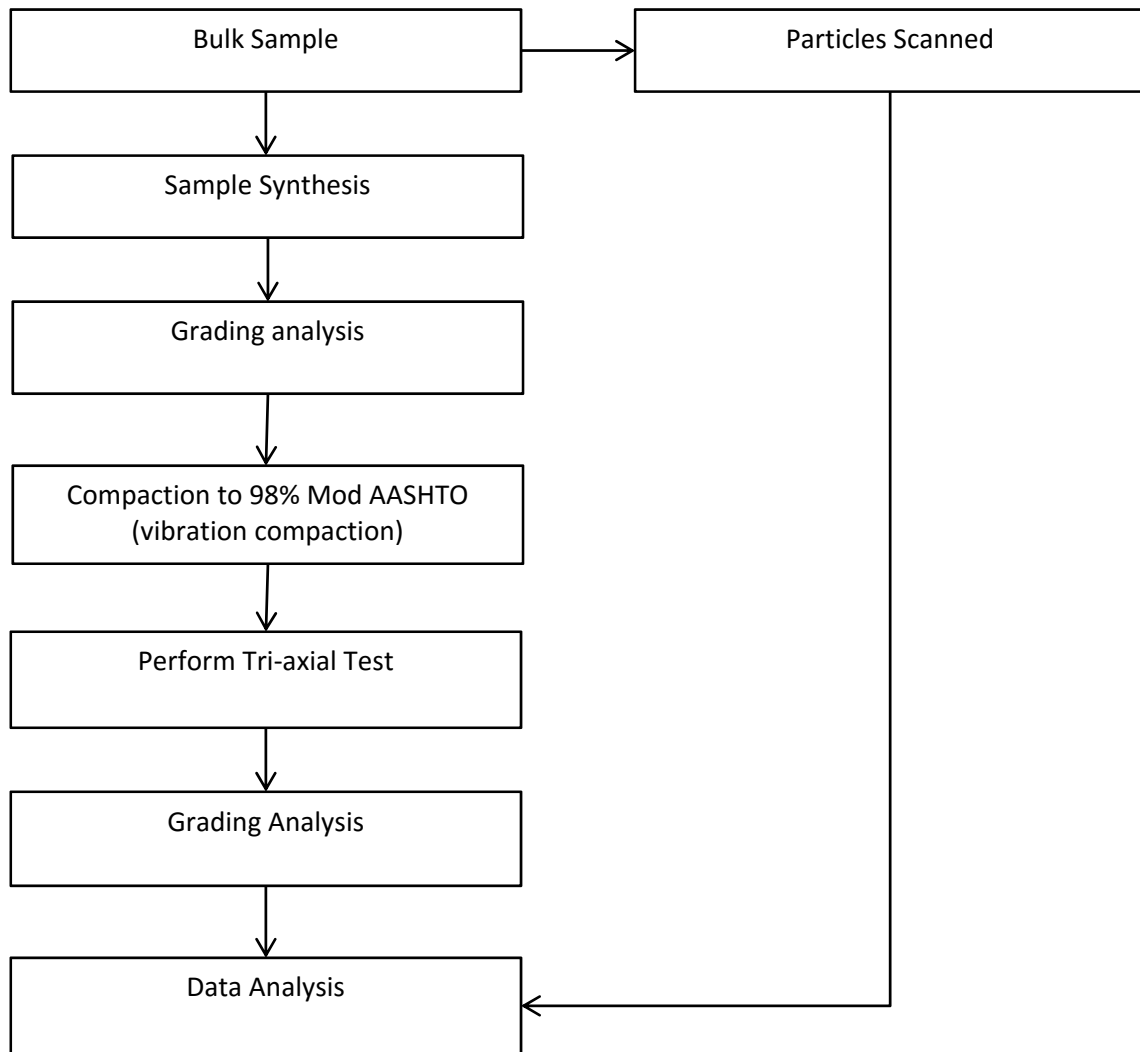 Bulk Sample
Particles Scanned
Sample Synthesis
Grading analysis
Compaction to 98% Mod AASHTO
(vibration compaction)
Perform Tri-axial Test
Grading Analysis
Data Analysis